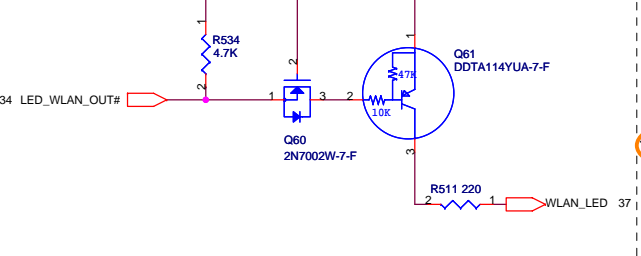 1
R534
4.7K
2
34 LED_WLAN_OUT#
2
1
3
Q60
2N7002W-7-F
1
Q61
DDTA114YUA-7-F
47K
2
10K
3
R511 220
2
1
WLAN_LED 37